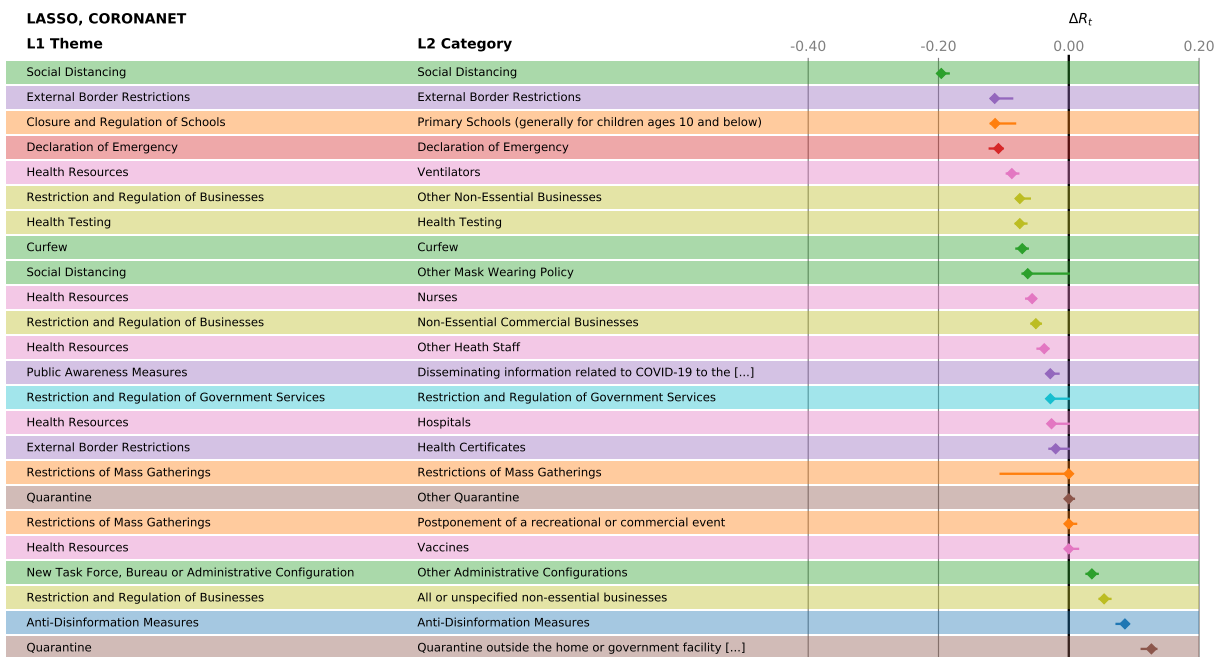 LASSO, CORONANET ΔRt
L1 Theme L2 Category -0.40 -0.20 0.00 0.20
Social Distancing Social Distancing
External Border Restrictions External Border Restrictions
Closure and Regulation of Schools Primary Schools (generally for children ages 10 and below)
Declaration of Emergency Declaration of Emergency
Health Resources Ventilators
Restriction and Regulation of Businesses Other Non-Essential Businesses
Health Testing Health Testing
Curfew Curfew
Social Distancing Other Mask Wearing Policy
Health Resources Nurses
Restriction and Regulation of Businesses Non-Essential Commercial Businesses
Health Resources Other Heath Staff
Public Awareness Measures Disseminating information related to COVID-19 to the [...]
Restriction and Regulation of Government Services Restriction and Regulation of Government Services
Health Resources Hospitals
External Border Restrictions Health Certificates
Restrictions of Mass Gatherings Restrictions of Mass Gatherings
Quarantine Other Quarantine
Restrictions of Mass Gatherings Postponement of a recreational or commercial event
Health Resources Vaccines
New Task Force, Bureau or Administrative Configuration Other Administrative Configurations
Restriction and Regulation of Businesses All or unspecified non-essential businesses
Anti-Disinformation Measures Anti-Disinformation Measures
Quarantine Quarantine outside the home or government facility [...]